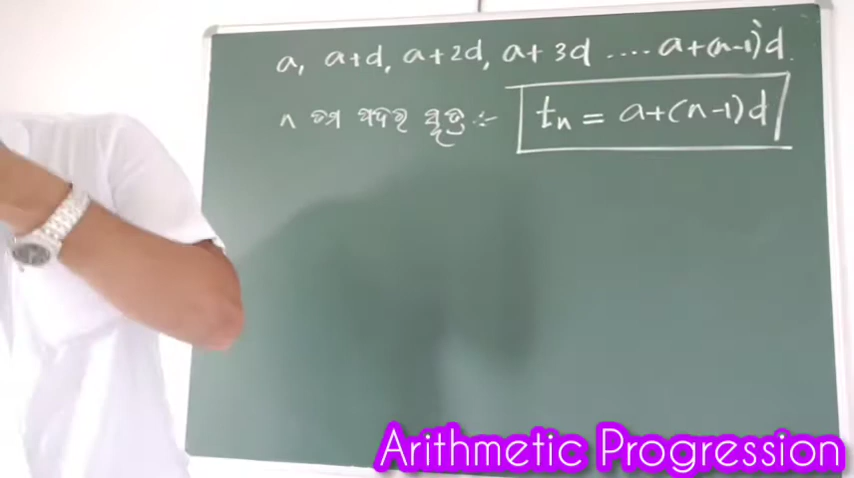 a, a+d, a+2d, a+3d .... a+(n-1)d.
n ତମ ପଦର ସୂତ୍ର :- tn = a+(n-1)d
Arithmetic Progression